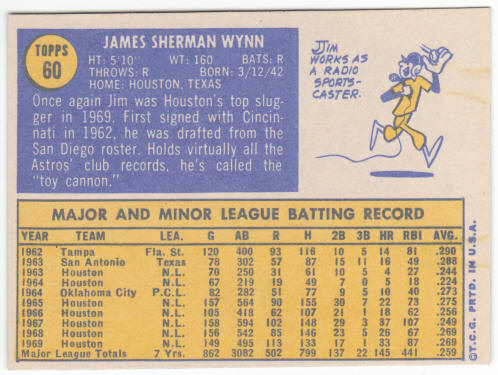 TOPPS
60
JAMES SHERMAN WYNN
HT: 5'10" WT: 160 BATS: R
THROWS: R BORN: 3/12/42
HOME: HOUSTON, TEXAS
Once again Jim was Houston's top slug-
ger in 1969. First signed with Cincin-
nati in 1962, he was drafted from the
San Diego roster. Holds virtually all the
Astros' club records, he's called the
"toy cannon."
JIM
WORKS AS
A RADIO
SPORTS-
CASTER.
MAJOR AND MINOR LEAGUE BATTING RECORD
YEAR TEAM LEA. G AB R H 2B 3B HR RBI AVG.
1962 Tampa Fla. St. 120 400 93 116 10 5 14 81 .290
1963 San Antonio Texas 78 302 57 87 15 11 16 49 .288
1963 Houston N.L. 70 250 31 61 10 5 4 27 .244
1964 Houston N.L. 67 219 19 49 7 0 5 18 .224
1964 Oklahoma City P.C.L. 82 282 51 77 9 5 10 40 .273
1965 Houston N.L. 157 564 90 155 30 7 22 73 .275
1966 Houston N.L. 105 418 62 107 21 1 18 62 .256
1967 Houston N.L. 158 594 102 148 29 3 37 107 .249
1968 Houston N.L. 156 542 85 146 23 5 26 67 .269
1969 Houston N.L. 149 495 113 133 17 1 33 87 .269
Major League Totals 7 Yrs. 862 3082 502 799 137 22 145 441 .259
©T.C.G. PRTD. IN U.S.A.